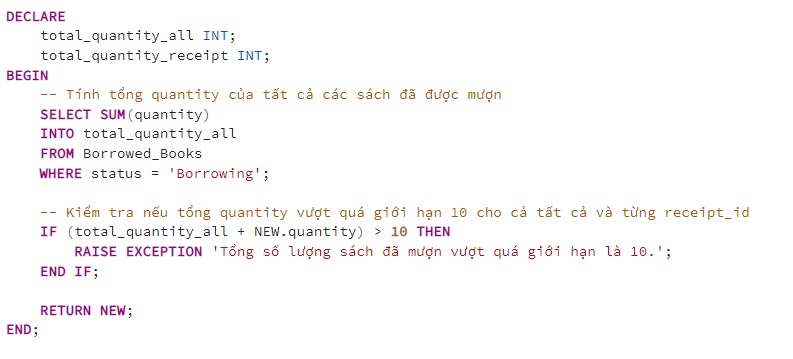 DECLARE
total_quantity_all INT;
total_quantity_receipt INT;
BEGIN
-- Tính tổng quantity của tất cả các sách đã được mượn
SELECT SUM(quantity)
INTO total_quantity_all
FROM Borrowed_Books
WHERE status = 'Borrowing';
-- Kiểm tra nếu tổng quantity vượt quá giới hạn 10 cho cả tất cả và từng receipt_id
IF (total_quantity_all + NEW.quantity) > 10 THEN
RAISE EXCEPTION 'Tổng số lượng sách đã mượn vượt quá giới hạn là 10.';
END IF;
RETURN NEW;
END;